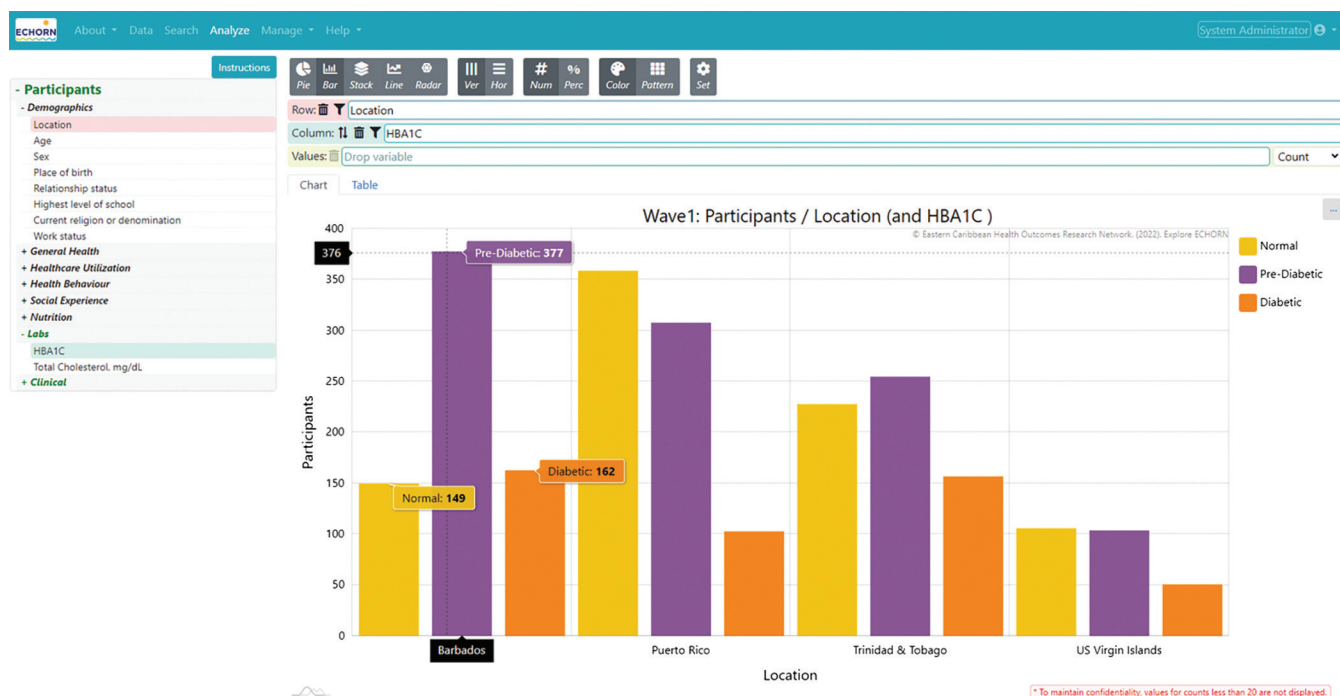 ECHORN About Data Search Analyze Manage Help System Administrator
Instructions
- Participants
- Demographics
Location
Age
Sex
Place of birth
Relationship status
Highest level of school
Current religion or denomination
Work status
+ General Health
+ Healthcare Utilization
+ Health Behaviour
+ Social Experience
+ Nutrition
- Labs
HBA1C
Total Cholesterol, mg/dL
+ Clinical
Pie Bar Stack Line Radar Ver Hor # Num % Perc Color Pattern Set
Row: Location
Column: HBA1C
Values: Drop variable Count
Chart Table
Wave1: Participants / Location (and HBA1C )
...
© Eastern Caribbean Health Outcomes Research Network. (2022). Explore ECHORN
Normal
Pre-Diabetic
Diabetic
Participants
400
376
350
300
250
200
150
100
50
0
Pre-Diabetic: 377
Diabetic: 162
Normal: 149
Barbados Puerto Rico Trinidad & Tobago US Virgin Islands
Location
* To maintain confidentiality, values for counts less than 20 are not displayed.